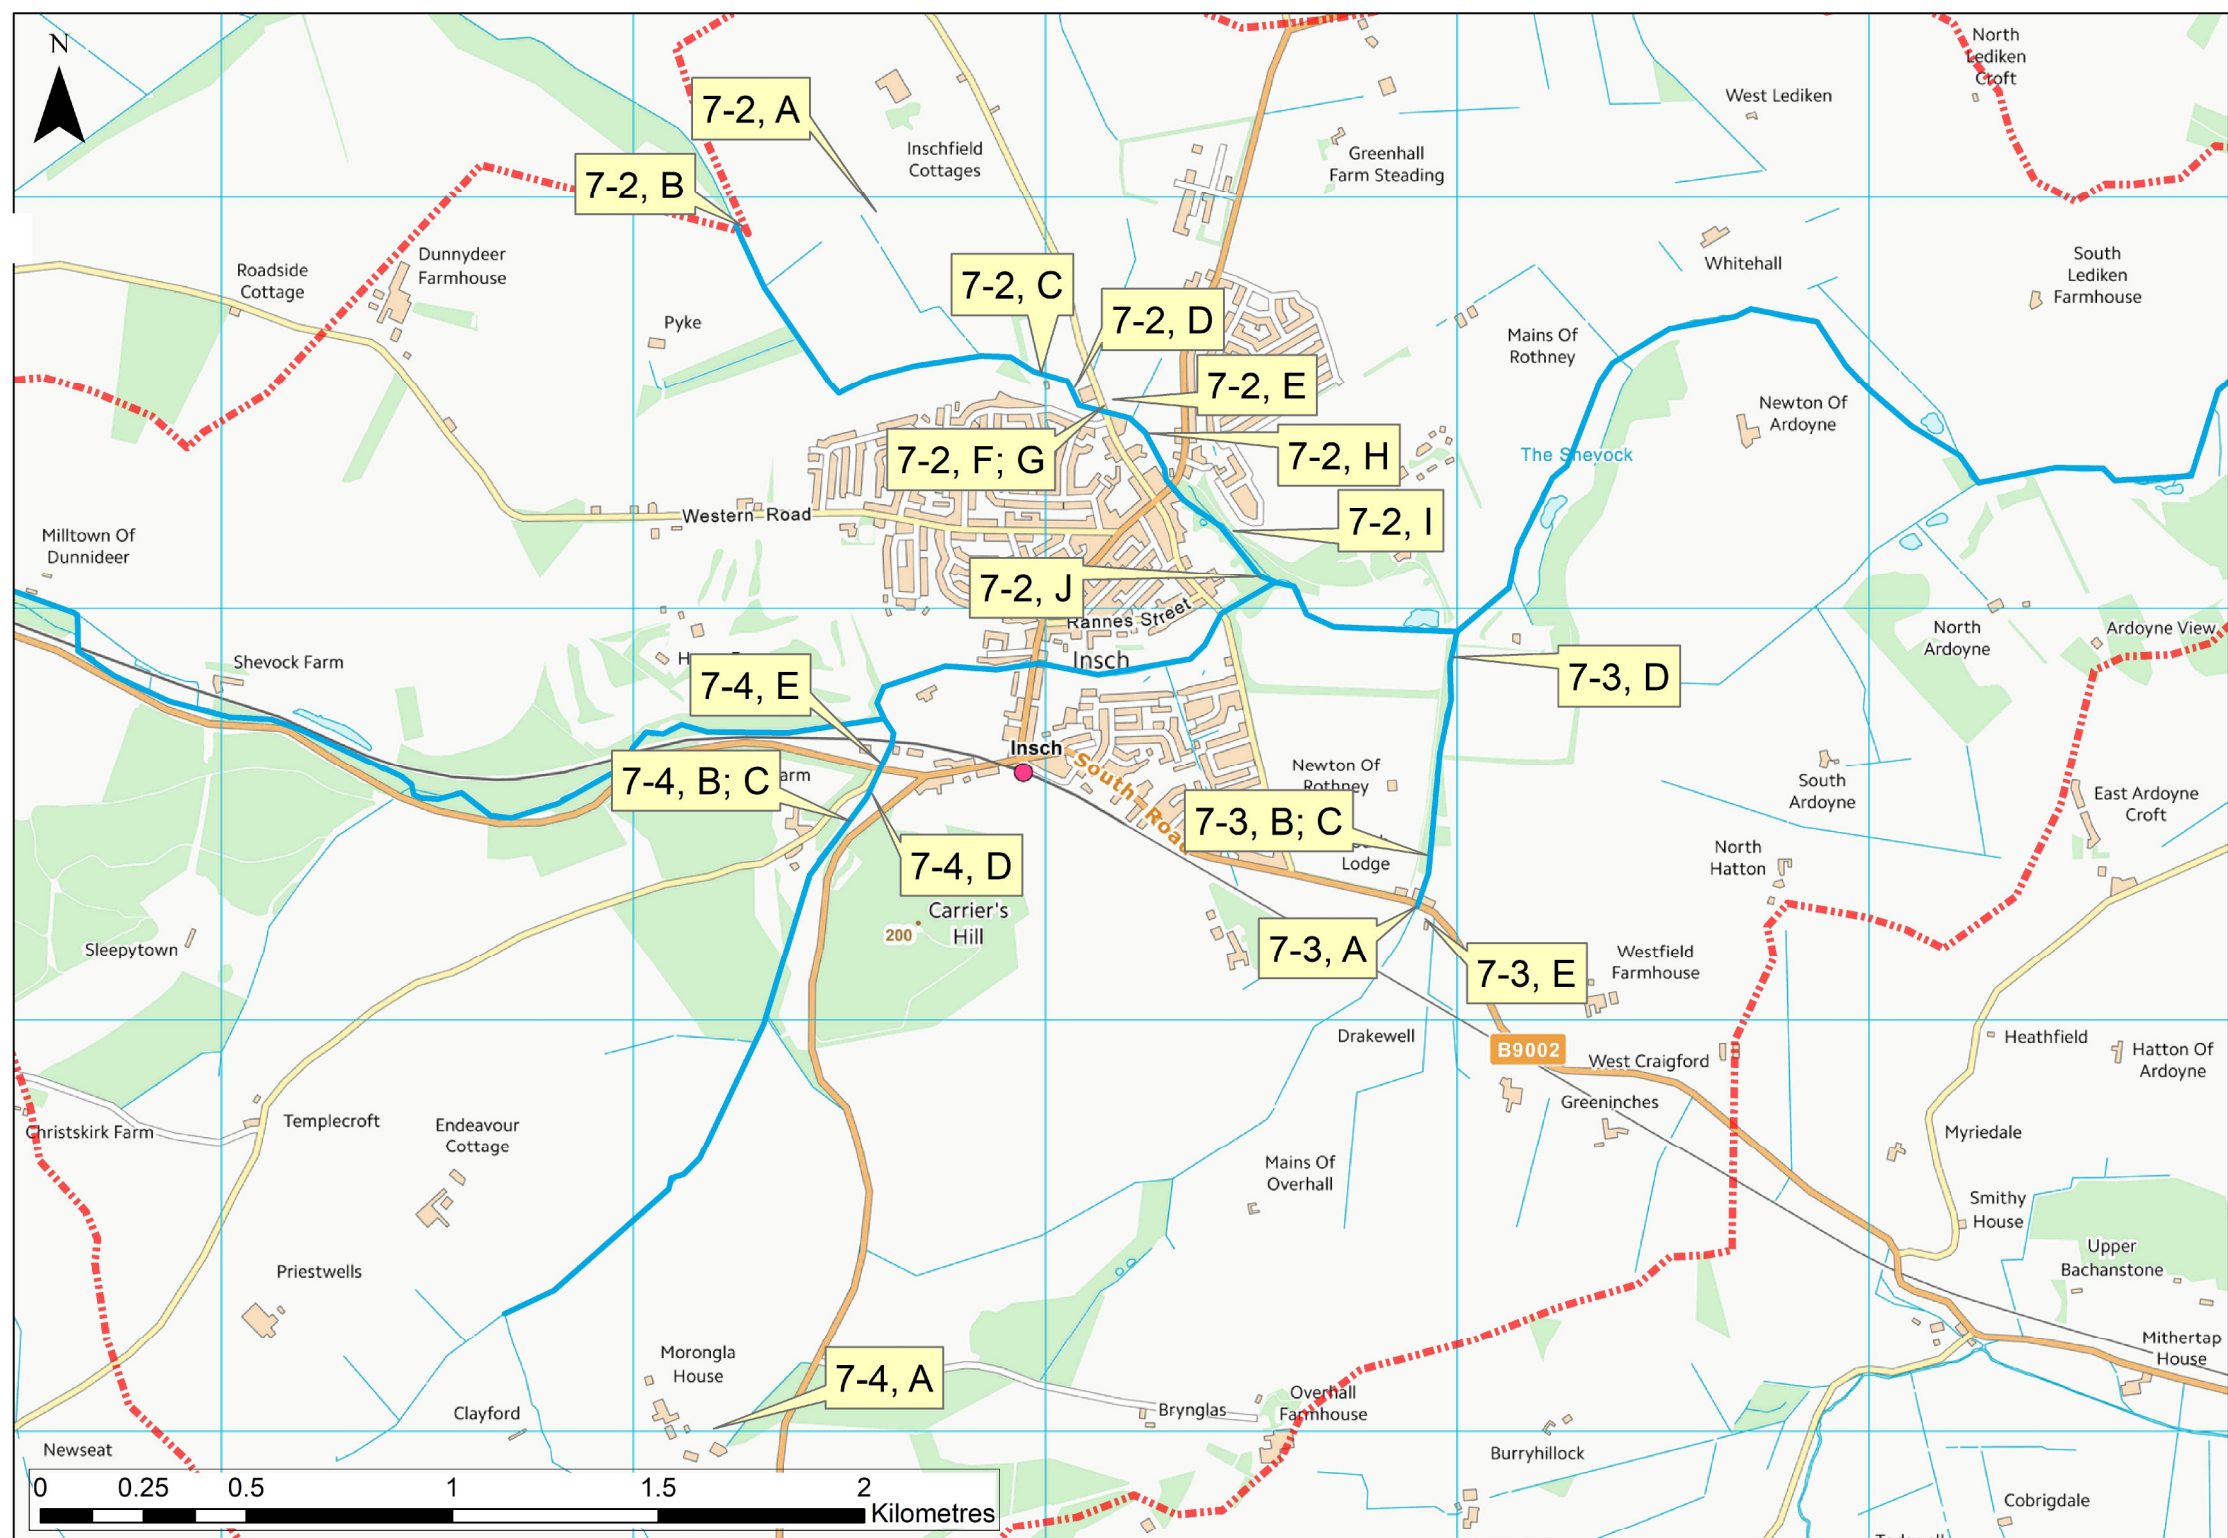 N
North
Lediken
Croft
West Lediken
7-2, A
Inschfield
Cottages
Greenhall
Farm Steading
7-2, B
Dunnydeer
Farmhouse
Roadside
Cottage
Whitehall
South
Lediken
Farmhouse
7-2, C
7-2, D
Pyke
Mains Of
Rothney
7-2, E
Newton Of
Ardoyne
7-2, F; G
7-2, H
The Shevock
Western Road
7-2, I
Milltown Of
Dunnideer
7-2, J
Rannes Street
North
Ardoyne
Ardoyne View
Shevock Farm
Insch
7-4, E
7-3, D
Insch
South Road
7-4, B; C
arm
Newton Of
Rothney
South
Ardoyne
East Ardoyne
Croft
7-3, B; C
Lodge
7-4, D
North
Hatton
Carrier's
Hill
200
Sleepytown
7-3, A
7-3, E
Westfield
Farmhouse
Drakewell
B9002
West Craigford
Heathfield
Hatton Of
Ardoyne
Greeninches
Christskirk Farm
Templecroft
Endeavour
Cottage
Myriedale
Mains Of
Overhall
Smithy
House
Upper
Bachanstone
Priestwells
Mithertap
House
Morongla
House
7-4, A
Clayford
Brynglas
Overhall
Farmhouse
Newseat
Burryhillock
Cobrigdale
0 0.25 0.5 1 1.5 2
Kilometres